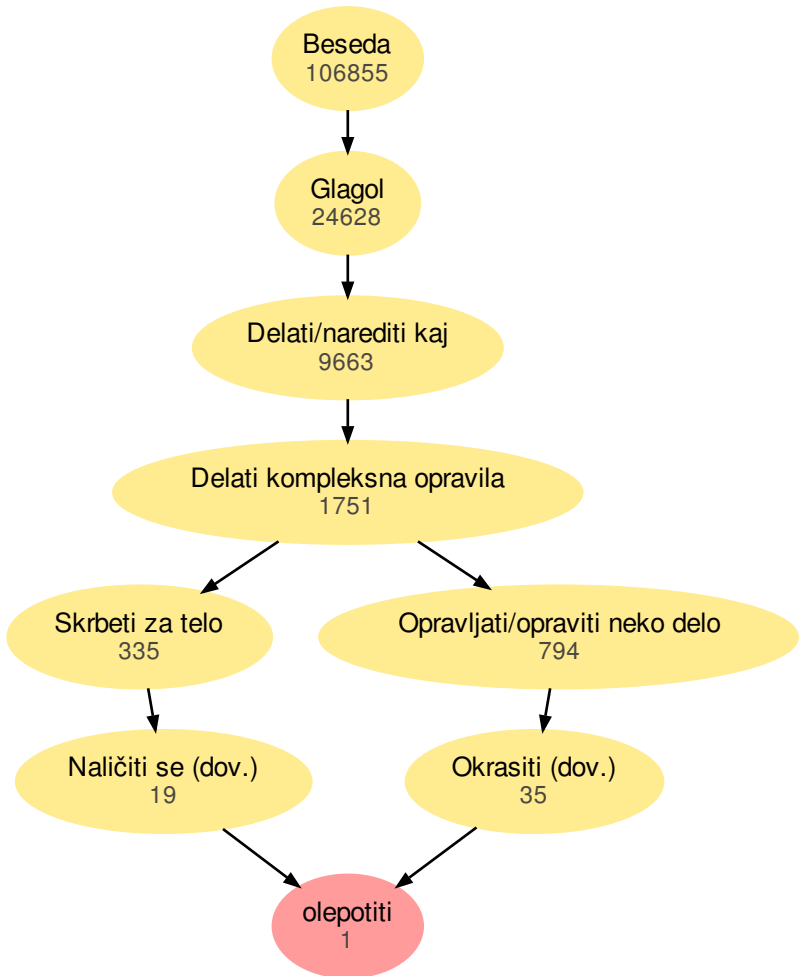 Beseda
106855
Glagol
24628
Delati/narediti kaj
9663
Delati kompleksna opravila
1751
Skrbeti za telo
335
Opravljati/opraviti neko delo
794
Naličiti se (dov.)
19
Okrasiti (dov.)
35
olepotiti
1